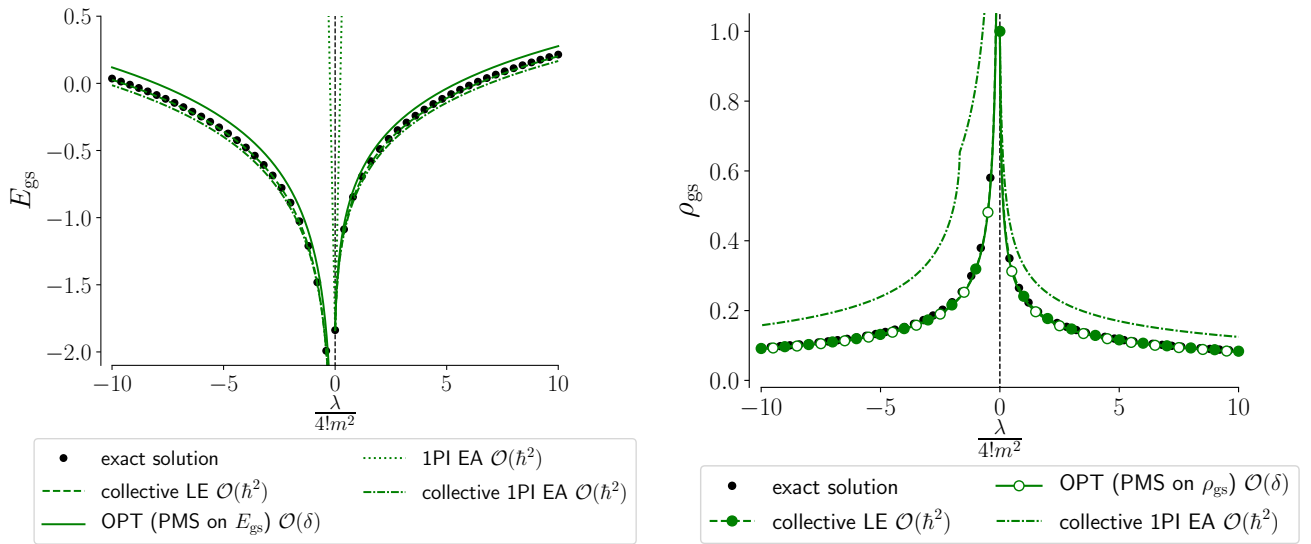 0.5
0.0
−0.5
−1.0
−1.5
−2.0
E_gs
−10
−5
0
5
10
λ
4!m²
exact solution
collective LE O(ħ²)
OPT (PMS on E_gs) O(δ)
1PI EA O(ħ²)
collective 1PI EA O(ħ²)
1.0
0.8
0.6
0.4
0.2
0.0
ρ_gs
−10
−5
0
5
10
λ
4!m²
exact solution
collective LE O(ħ²)
OPT (PMS on ρ_gs) O(δ)
collective 1PI EA O(ħ²)